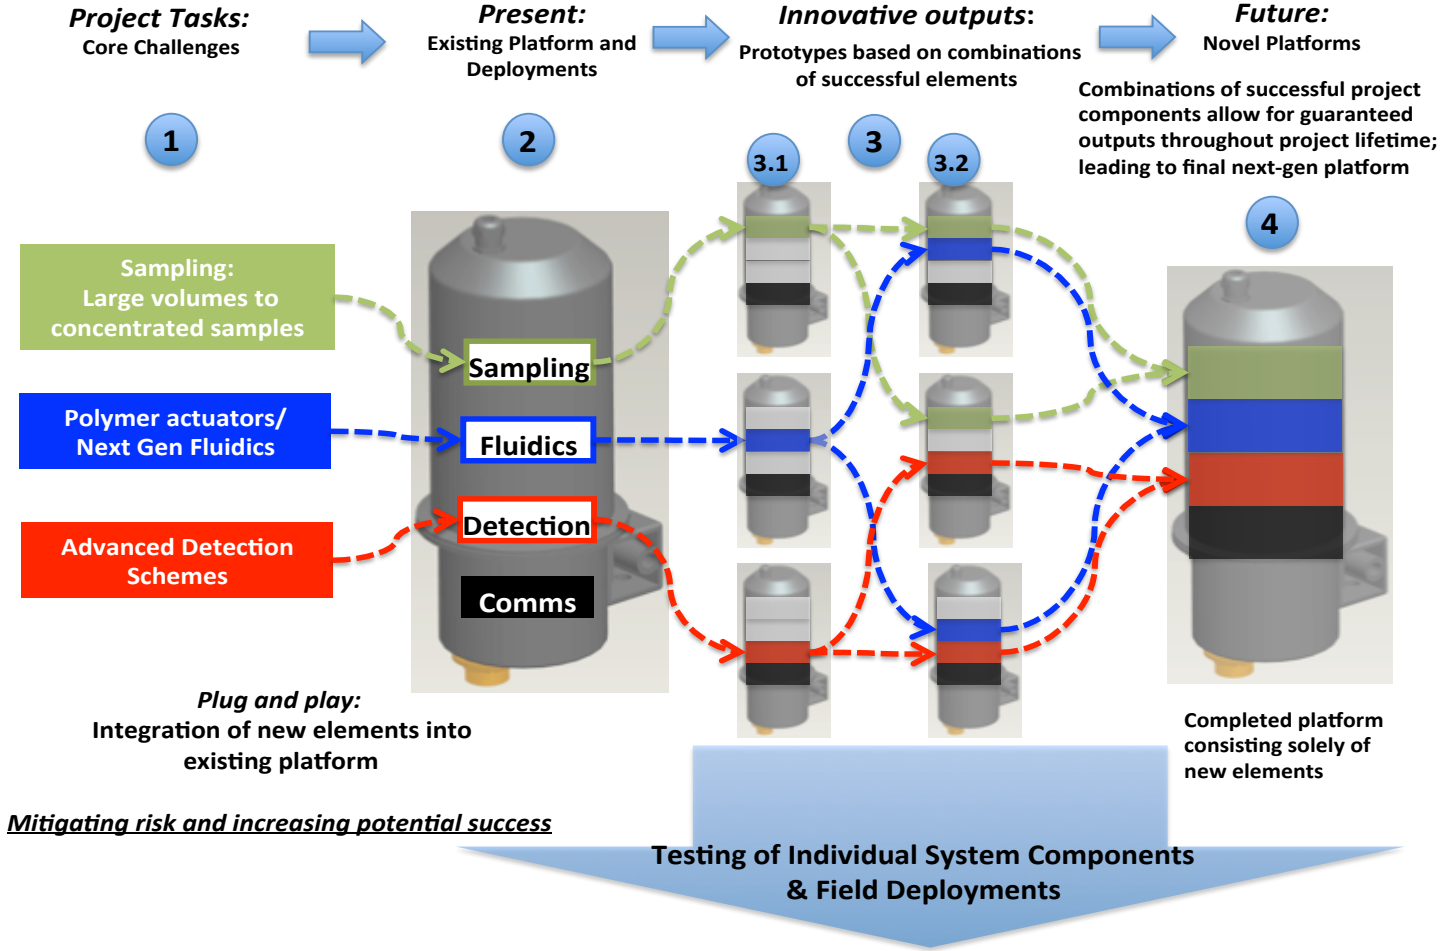 Project Tasks:
Core Challenges
Present:
Existing Platform and
Deployments
Innovative outputs:
Prototypes based on combinations
of successful elements
Future:
Novel Platforms
Combinations of successful project
components allow for guaranteed
outputs throughout project lifetime;
leading to final next-gen platform
1
2
3
3.1
3.2
4
Sampling:
Large volumes to
concentrated samples
Polymer actuators/
Next Gen Fluidics
Advanced Detection
Schemes
Sampling
Fluidics
Detection
Comms
Plug and play:
Integration of new elements into
existing platform
Completed platform
consisting solely of
new elements
Mitigating risk and increasing potential success
Testing of Individual System Components
& Field Deployments